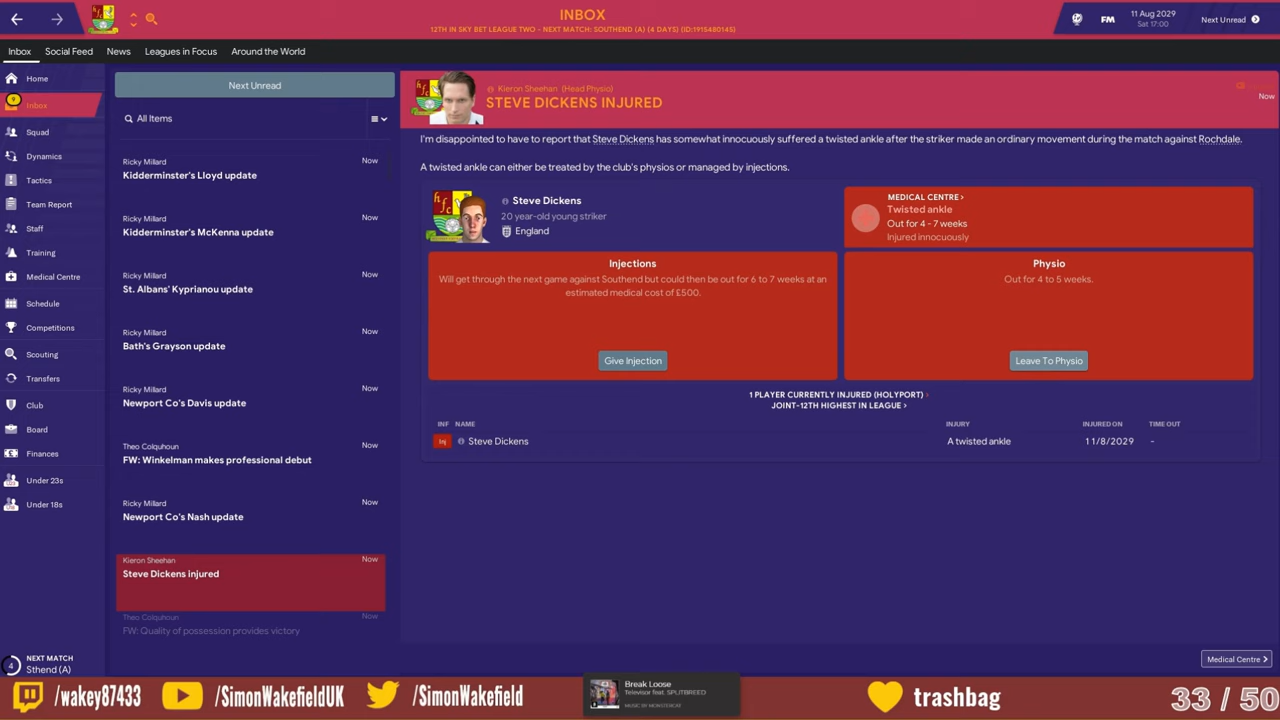 INBOX
12TH IN SKY BET LEAGUE TWO - NEXT MATCH: SOUTHEND (A) (4 DAYS) (ID:1915480145)
FM
11 Aug 2029
Sat 17:00
Next Unread
Inbox
Social Feed
News
Leagues in Focus
Around the World
Home
9
Inbox
Squad
Dynamics
Tactics
Team Report
Staff
Training
Medical Centre
Schedule
Competitions
Scouting
Transfers
Club
Board
Finances
Under 23s
Under 18s
4
NEXT MATCH
Sthend (A)
Next Unread
All Items
Ricky Millard
Now
Kidderminster's Lloyd update
Ricky Millard
Now
Kidderminster's McKenna update
Ricky Millard
Now
St. Albans' Kyprianou update
Ricky Millard
Now
Bath's Grayson update
Ricky Millard
Now
Newport Co's Davis update
Theo Colquhoun
Now
FW: Winkelman makes professional debut
Ricky Millard
Now
Newport Co's Nash update
Kieron Sheehan
Now
Steve Dickens injured
Theo Colquhoun
Now
FW: Quality of possession provides victory
Kieron Sheehan (Head Physio)
STEVE DICKENS INJURED
Now
I'm disappointed to have to report that Steve Dickens has somewhat innocuously suffered a twisted ankle after the striker made an ordinary movement during the match against Rochdale.
A twisted ankle can either be treated by the club's physios or managed by injections.
Steve Dickens
20 year-old young striker
England
MEDICAL CENTRE >
Twisted ankle
Out for 4 - 7 weeks
Injured innocuously
Injections
Will get through the next game against Southend but could then be out for 6 to 7 weeks at an
estimated medical cost of £500.
Give Injection
Physio
Out for 4 to 5 weeks.
Leave To Physio
1 PLAYER CURRENTLY INJURED (HOLYPORT) >
JOINT-12TH HIGHEST IN LEAGUE >
INF NAME INJURY INJURED ON TIME OUT
Inj Steve Dickens A twisted ankle 11/8/2029 -
Medical Centre >
/wakey87433
/SimonWakefieldUK
/SimonWakefield
Break Loose
Televisor feat. SPLITBREED
MUSIC BY MONSTERCAT
trashbag
33 / 50